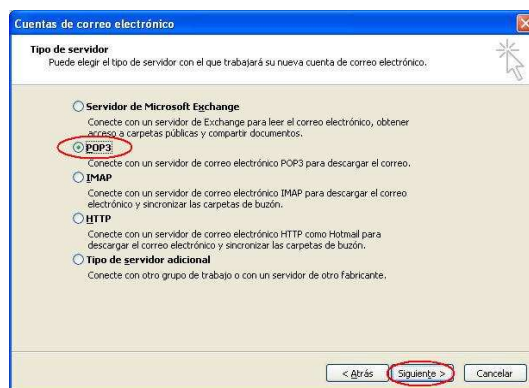 Cuentas de correo electrónico
Tipo de servidor
Puede elegir el tipo de servidor con el que trabajará su nueva cuenta de correo electrónico.
Servidor de Microsoft Exchange
Conecte con un servidor de Exchange para leer el correo electrónico, obtener
acceso a carpetas públicas y compartir documentos.
POP3
Conecte con un servidor de correo electrónico POP3 para descargar el correo.
IMAP
Conecte con un servidor de correo electrónico IMAP para descargar el correo
electrónico y sincronizar las carpetas de buzón.
HTTP
Conecte con un servidor de correo electrónico HTTP como Hotmail para
descargar el correo electrónico y sincronizar las carpetas de buzón.
Tipo de servidor adicional
Conecte con otro grupo de trabajo o con un servidor de otro fabricante.
< Atrás Siguiente > Cancelar